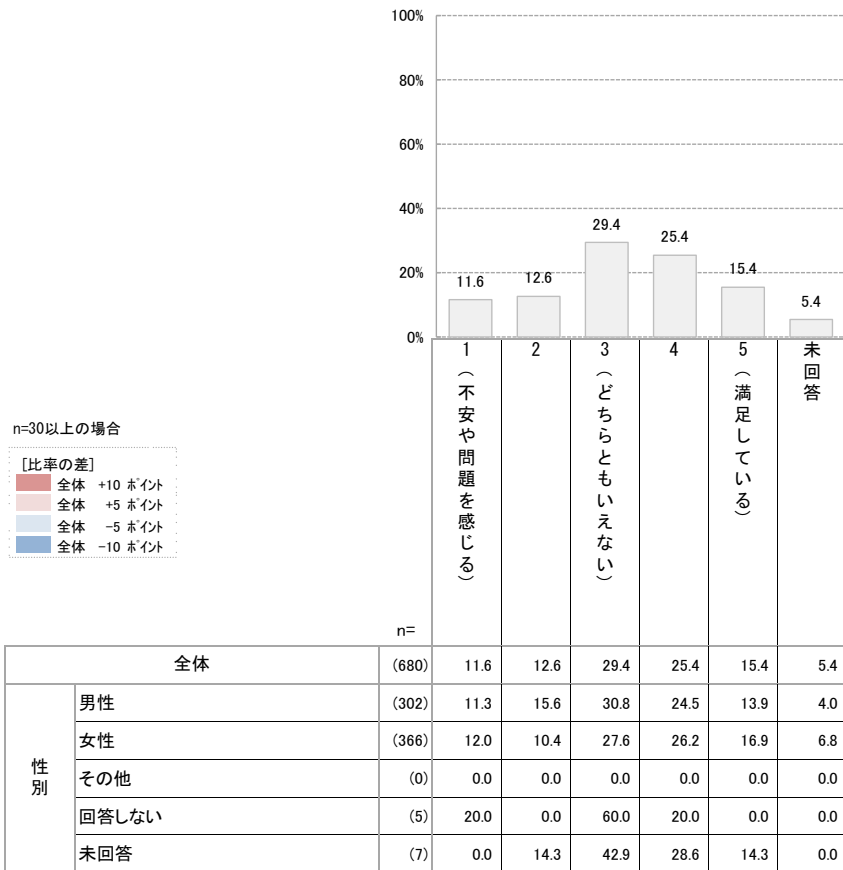 100%
80%
60%
40%
20%
0%
11.6
12.6
29.4
25.4
15.4
5.4
1（不安や問題を感じる）
2
3（どちらともいえない）
4
5（満足している）
未回答
n=30以上の場合
[比率の差]
全体 +10 ポイント
全体 +5 ポイント
全体 -5 ポイント
全体 -10 ポイント
n=
全体 (680) 11.6 12.6 29.4 25.4 15.4 5.4
性別
男性 (302) 11.3 15.6 30.8 24.5 13.9 4.0
女性 (366) 12.0 10.4 27.6 26.2 16.9 6.8
その他 (0) 0.0 0.0 0.0 0.0 0.0 0.0
回答しない (5) 20.0 0.0 60.0 20.0 0.0 0.0
未回答 (7) 0.0 14.3 42.9 28.6 14.3 0.0